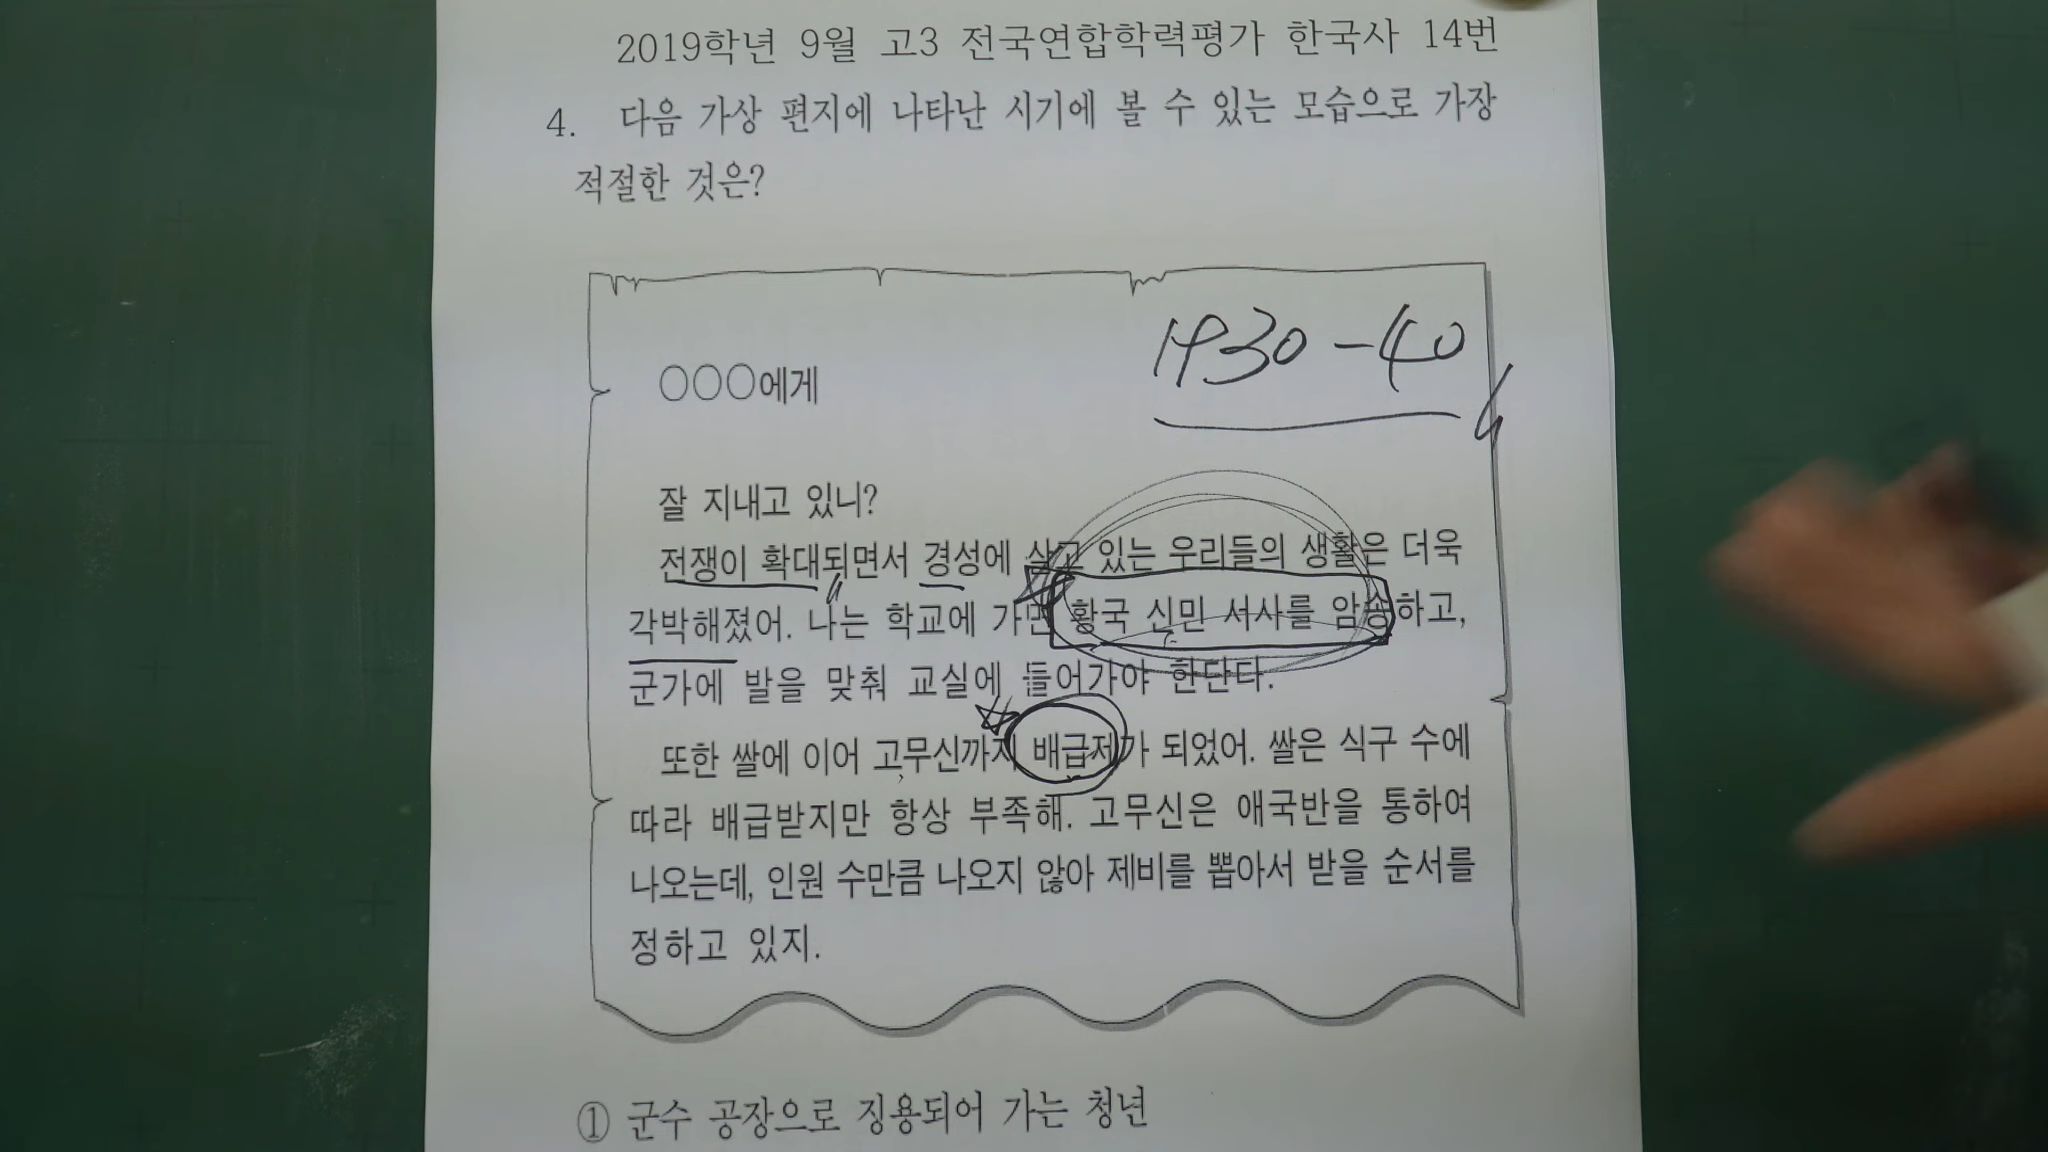 2019학년 9월 고3 전국연합학력평가 한국사 14번
4. 다음 가상 편지에 나타난 시기에 볼 수 있는 모습으로 가장
적절한 것은?
1930-40
○○○에게
잘 지내고 있니?
전쟁이 확대되면서 경성에 살고 있는 우리들의 생활은 더욱
각박해졌어. 나는 학교에 가면 황국 신민 서사를 암송하고,
군가에 발을 맞춰 교실에 들어가야 한단다.
또한 쌀에 이어 고무신까지 배급제가 되었어. 쌀은 식구 수에
따라 배급받지만 항상 부족해. 고무신은 애국반을 통하여
나오는데, 인원 수만큼 나오지 않아 제비를 뽑아서 받을 순서를
정하고 있지.
① 군수 공장으로 징용되어 가는 청년